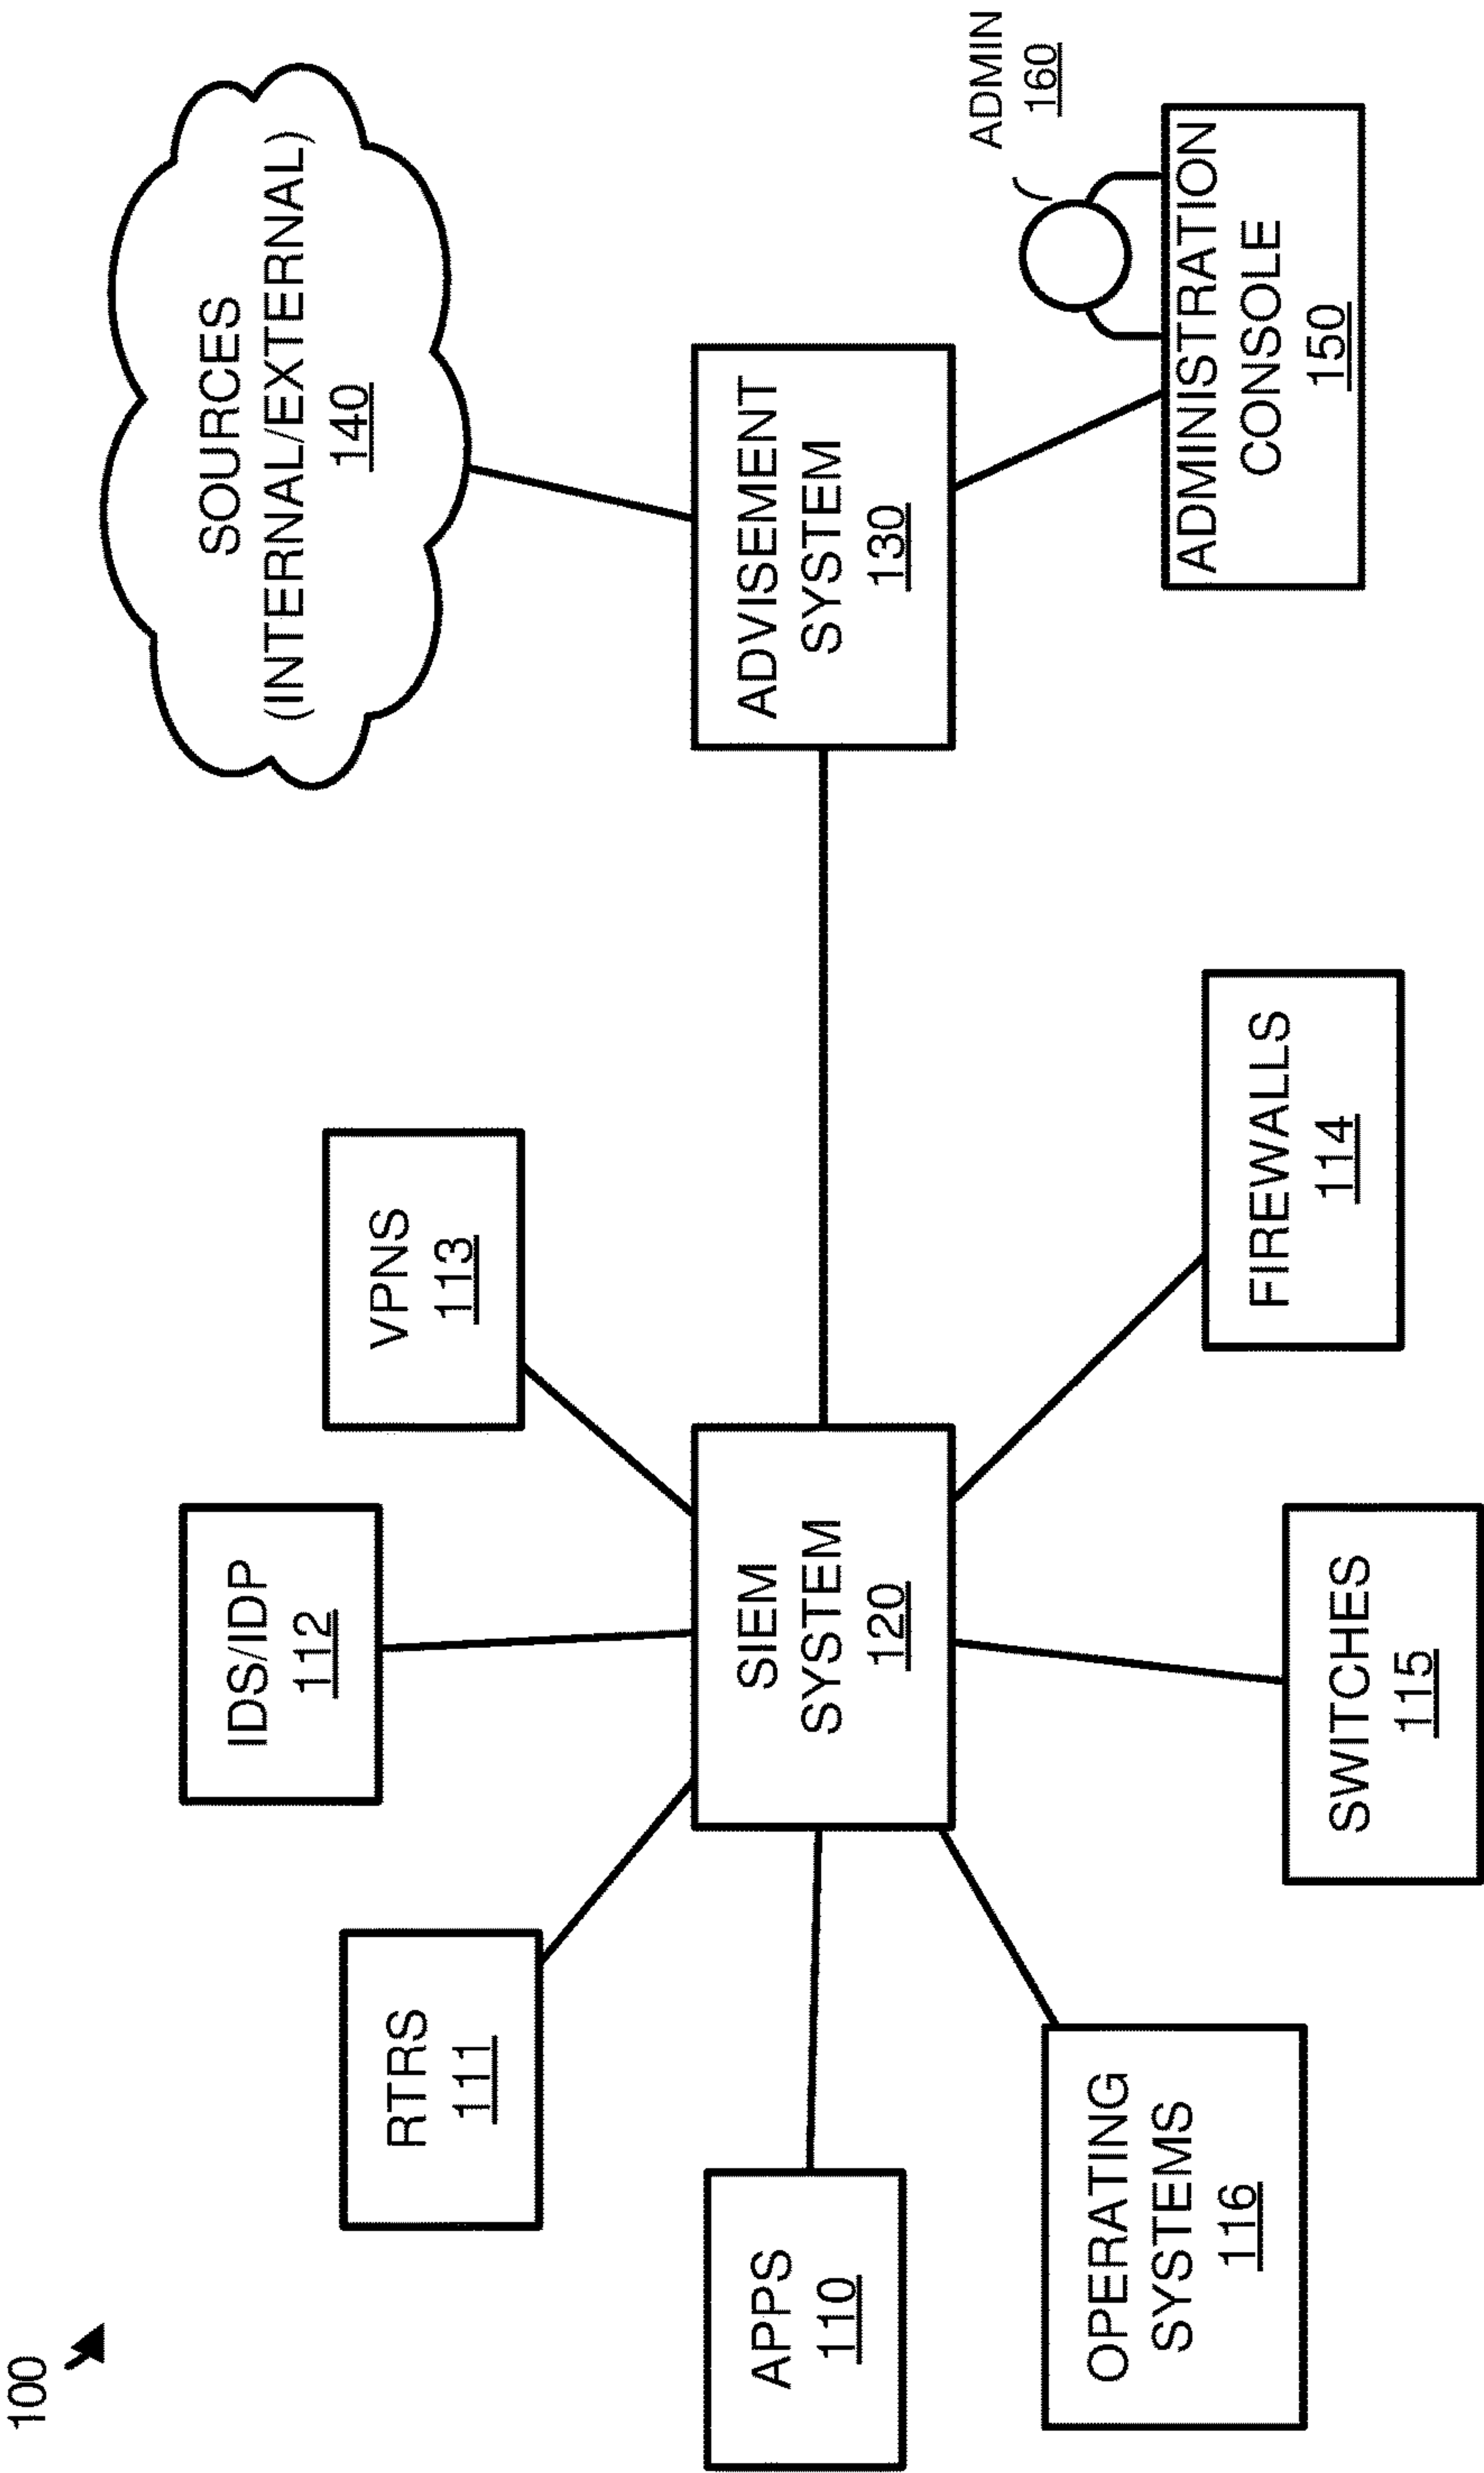 100
RTRS
111
IDS/IDP
112
VPNS
113
SOURCES
(INTERNAL/EXTERNAL)
140
APPS
110
SIEM
SYSTEM
120
ADVISEMENT
SYSTEM
130
OPERATING
SYSTEMS
116
SWITCHES
115
FIREWALLS
114
ADMIN
160
ADMINISTRATION
CONSOLE
150